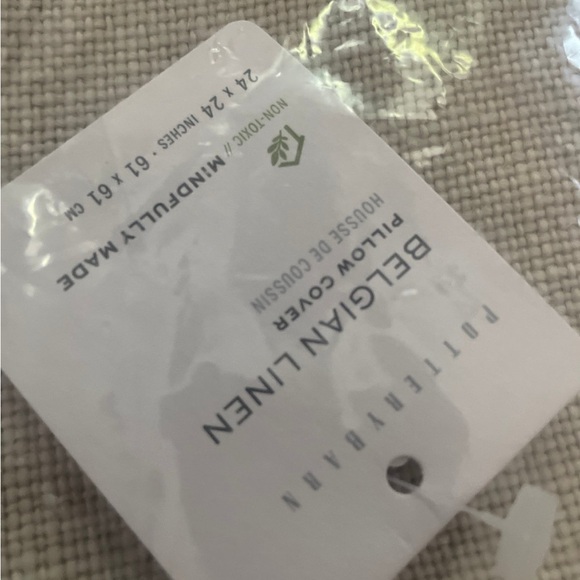 POTTERYBARN
BELGIAN LINEN
PILLOW COVER
HOUSSE DE COUSSIN
NON-TOXIC // MINDFULLY MADE
24 x 24 INCHES • 61 x 61 CM